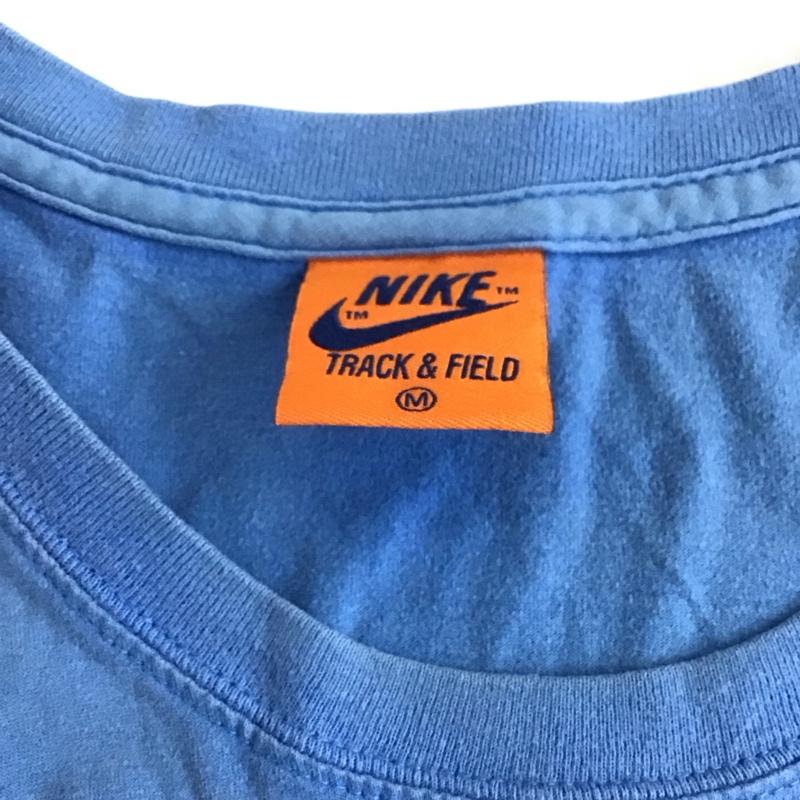 NIKE™
™
TRACK & FIELD
M